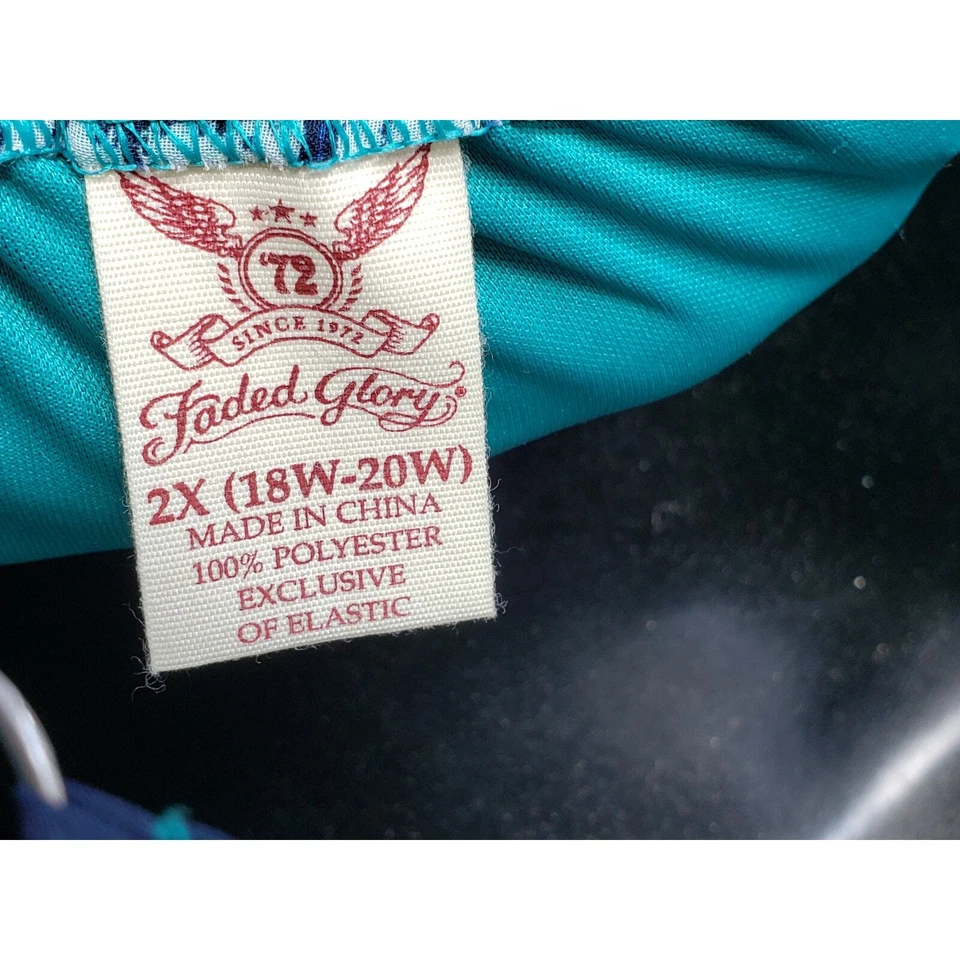 '72
SINCE 1972
Faded Glory®
2X (18W-20W)
MADE IN CHINA
100% POLYESTER
EXCLUSIVE
OF ELASTIC